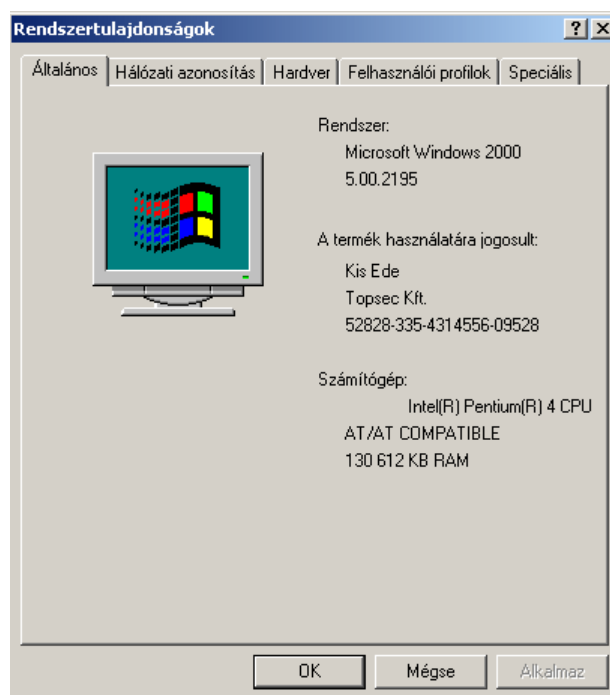 Rendszertulajdonságok
Általános Hálózati azonosítás Hardver Felhasználói profilok Speciális
Rendszer:
Microsoft Windows 2000
5.00.2195
A termék használatára jogosult:
Kis Ede
Topsec Kft.
52828-335-4314556-09528
Számítógép:
Intel(R) Pentium(R) 4 CPU
AT/AT COMPATIBLE
130 612 KB RAM
OK Mégse Alkalmaz